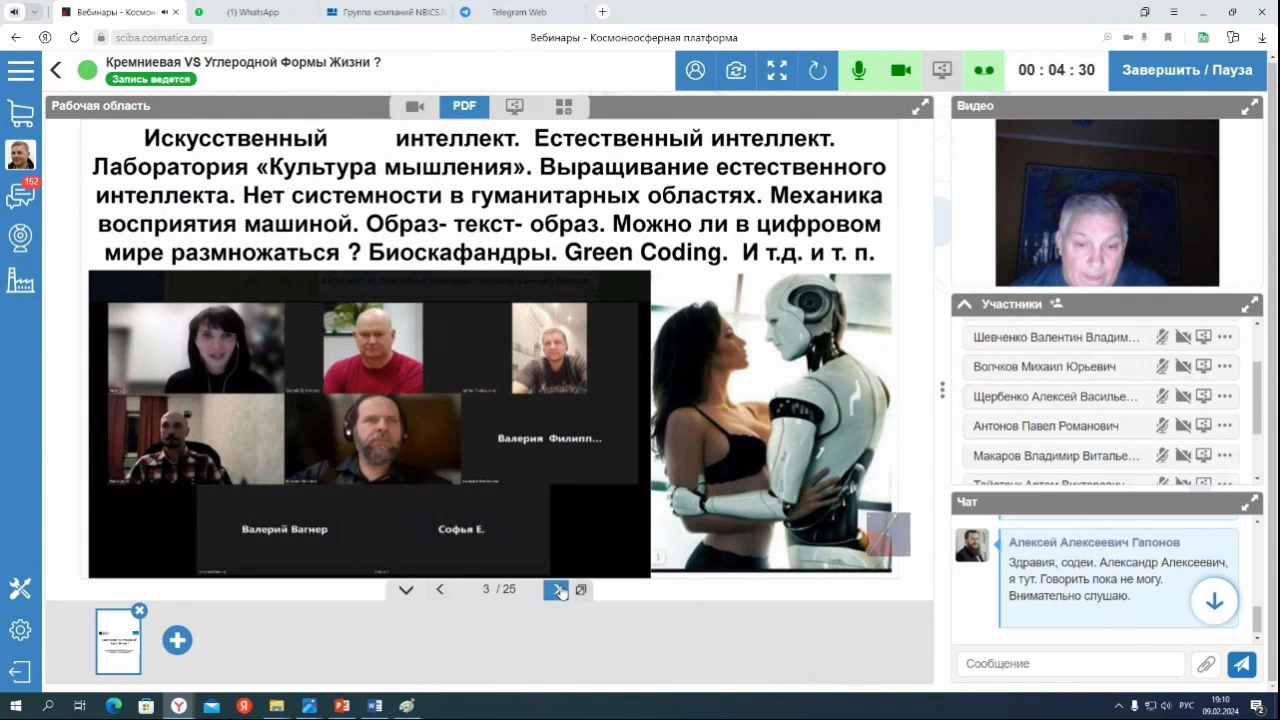 Вебинары - Космоно
(1) WhatsApp
Группа компаний NBICS.N
Telegram Web
sciba.cosmatica.org
Вебинары - Космоноосферная платформа
Кремниевая VS Углеродной Формы Жизни ?
Запись ведется
00 : 04 : 30
Завершить / Пауза
Рабочая область
PDF
Искусственный интеллект. Естественный интеллект.
Лаборатория «Культура мышления». Выращивание естественного
интеллекта. Нет системности в гуманитарных областях. Механика
восприятия машиной. Образ- текст- образ. Можно ли в цифровом
мире размножаться ? Биоскафандры. Green Coding. И т.д. и т. п.
Валерия Филипп...
Валерий Вагнер
Софья Е.
3 / 25
152
Видео
Участники
Шевченко Валентин Владим...
Волчков Михаил Юрьевич
Щербенко Алексей Василье...
Антонов Павел Романович
Макаров Владимир Виталье...
Чат
Алексей Алексеевич Гапонов
Здравия, содеи. Александр Алексеевич,
я тут. Говорить пока не могу.
Внимательно слушаю.
Сообщение
РУС
19:10
09.02.2024